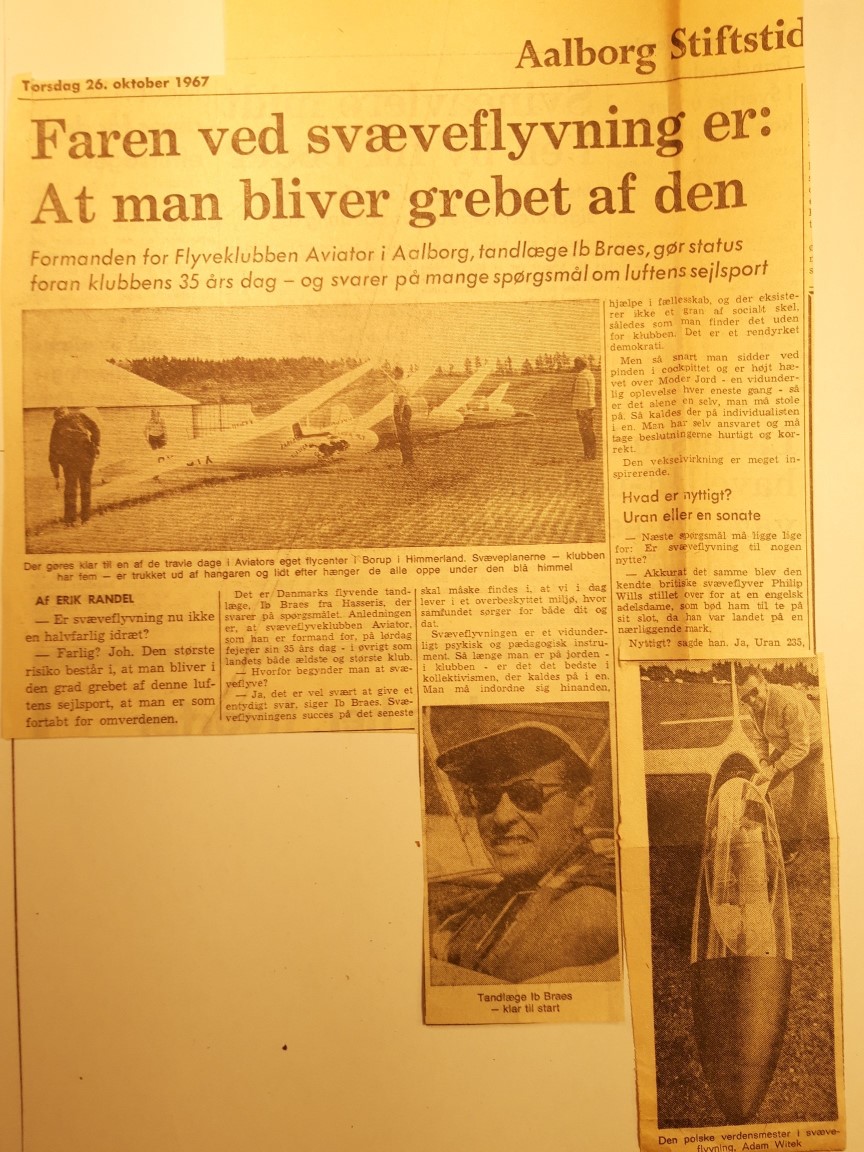 Aalborg Stiftstid
Torsdag 26. oktober 1967
Faren ved svæveflyvning er:
At man bliver grebet af den
Formanden for Flyveklubben Aviator i Aalborg, tandlæge Ib Braes, gør status
foran klubbens 35 års dag – og svarer på mange spørgsmål om luftens sejlsport
Der gøres klar til en af de travle dage i Aviators eget flycenter i Borup i Himmerland. Svæveplanerne – klubben
har fem – er trukket ud af hangaren og lidt efter hænger de alle oppe under den blå himmel
AF ERIK RANDEL
— Er svæveflyvning nu ikke
en halvfarlig idræt?
— Farlig? Joh. Den største
risiko består i, at man bliver i
den grad grebet af denne luf-
tens sejlsport, at man er som
fortabt for omverdenen.
Det er Danmarks flyvende tand-
læge, Ib Braes fra Hasseris, der
svarer på spørgsmålet. Anledningen
er, at svæveflyveklubben Aviator,
som han er formand for, på lørdag
fejerer sin 35 års dag - i øvrigt som
landets både ældste og største klub.
— Hvorfor begynder man at svæ-
veflyve?
— Ja, det er vel svært at give et
entydigt svar, siger Ib Braes. Svæ-
veflyvningens succes på det seneste
skal måske findes i, at vi i dag
lever i et overbeskyttet miljø, hvor
samfundet sørger for både dit og
dat.
Svæveflyvningen er et vidunder-
ligt psykisk og pædagogisk instru-
ment. Så længe man er på jorden -
i klubben - er det det bedste i
kollektivismen, der kaldes på i en.
Man må indordne sig hinanden,
hjælpe i fællesskab, og der eksiste-
rer ikke et gran af socialt skel,
således som man finder det uden
for klubben. Det er et rendyrket
demokrati.
Men så snart man sidder ved
pinden i cockpittet og er højt hæ-
vet over Moder Jord - en vidunder-
lig oplevelse hver eneste gang - så
er det alene en selv, man må stole
på. Så kaldes der på individualisten
i en. Man har selv ansvaret og må
tage beslutningerne hurtigt og kor-
rekt.
Den vekselvirkning er meget in-
spirerende.
Hvad er nyttigt?
Uran eller en sonate
— Næste spørgsmål må ligge lige
for: Er svæveflyvning til nogen
nytte?
— Akkurat det samme blev den
kendte britiske svæveflyver Philip
Wills stillet over for at en engelsk
adelsdame, som bød ham til te på
sit slot, da han var landet på en
nærliggende mark,
Nyttigt? sagde han. Ja, Uran 235,
Tandlæge Ib Braes
— klar til start
Den polske verdensmester i svæve-
flyvning, Adam Witek